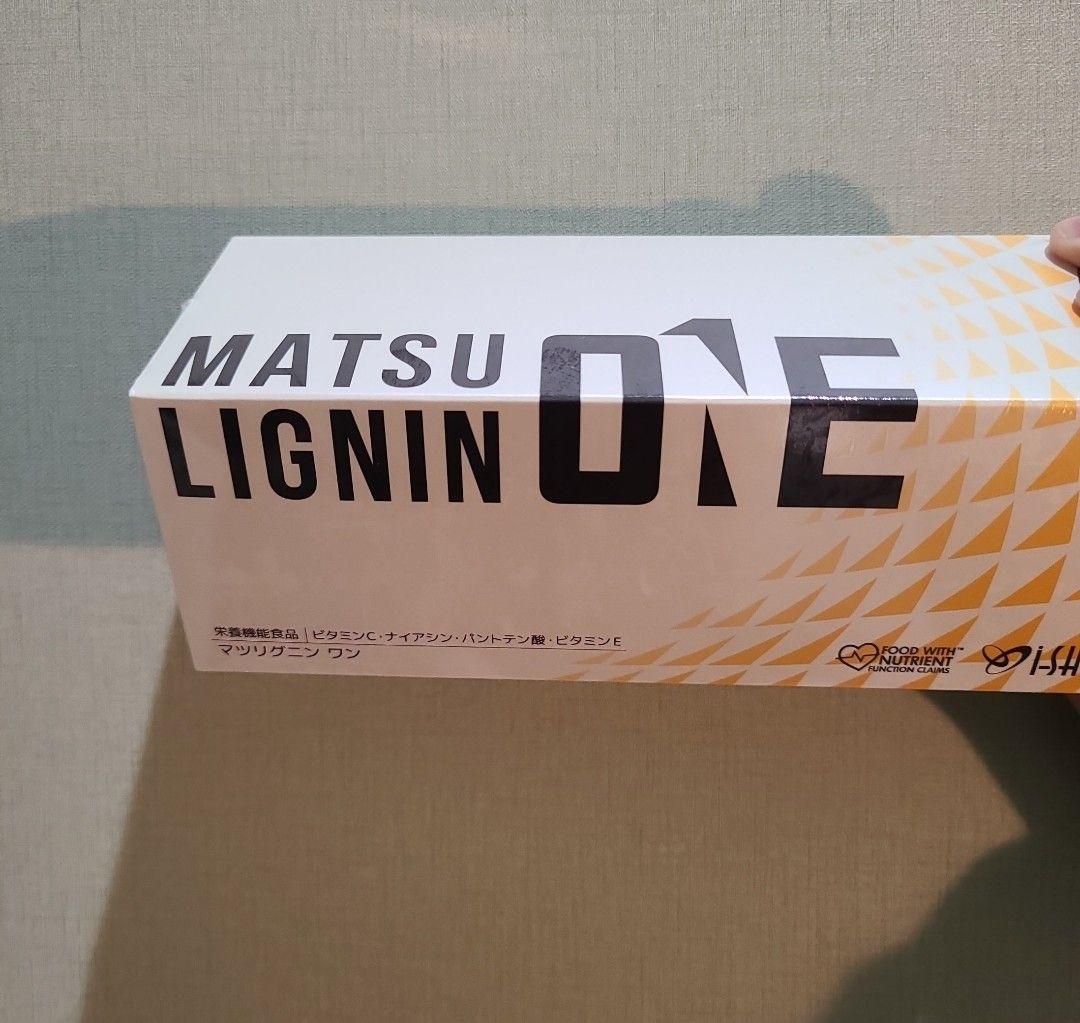 MATSU
LIGNIN ONE
栄養機能食品 | ビタミンC・ナイアシン・パントテン酸・ビタミンE
マツリグニン ワン
FOOD WITH™
NUTRIENT
FUNCTION CLAIMS